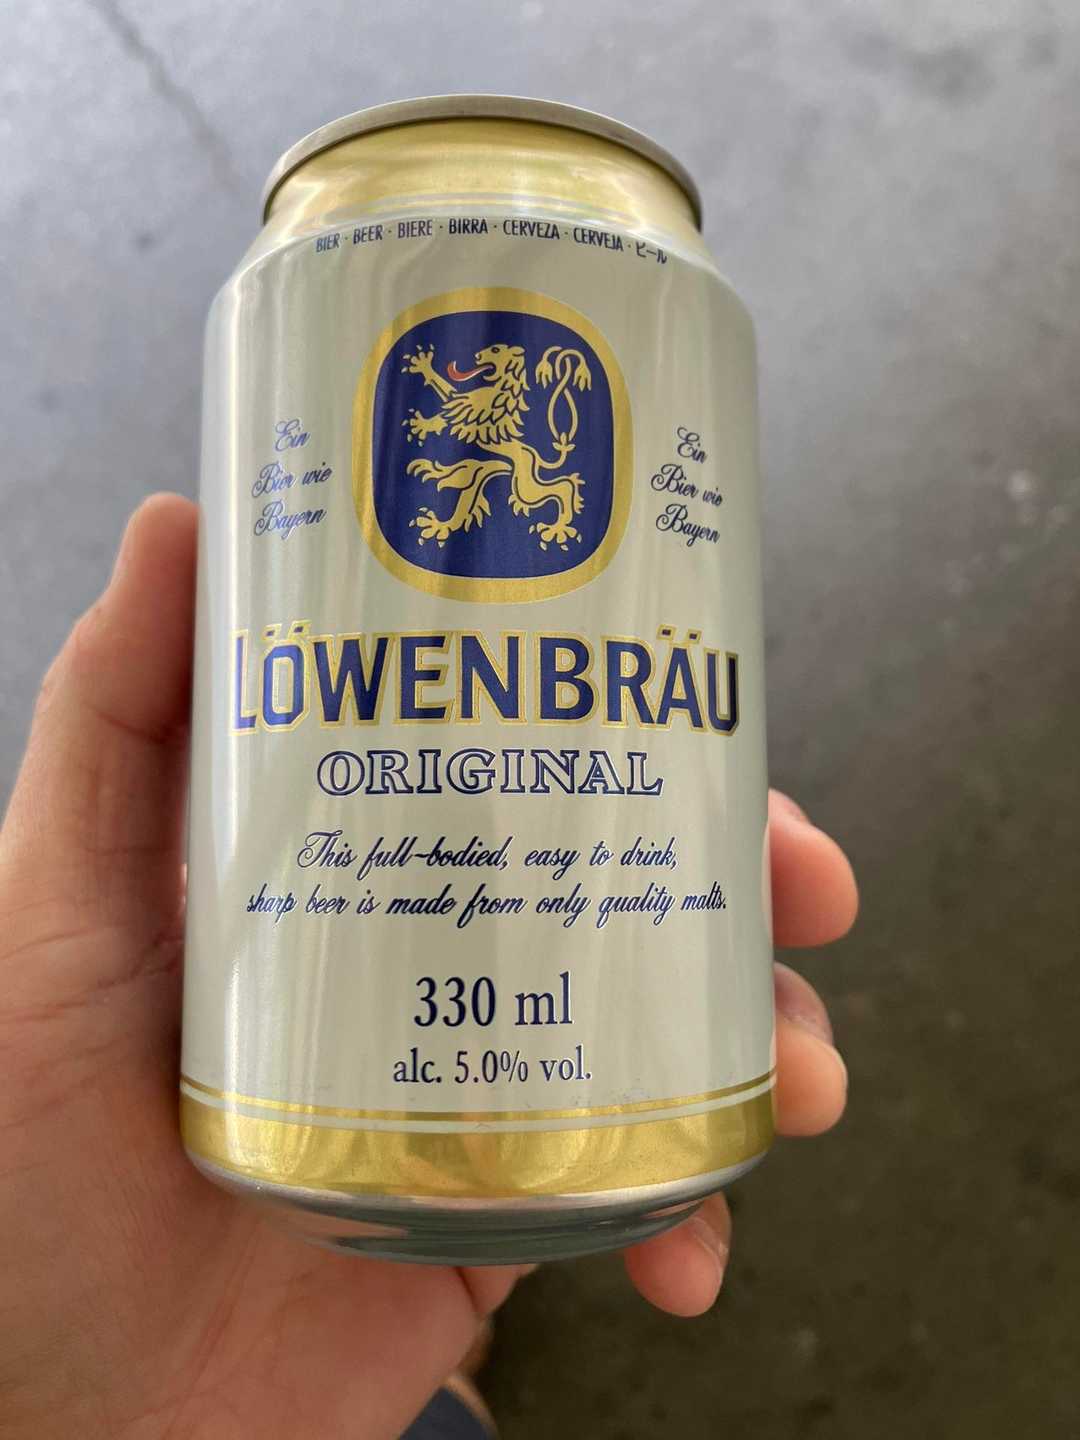 BIER · BEER · BIERE · BIRRA · CERVEZA · CERVEJA · ビール
Ein
Bier wie
Bayern
Ein
Bier wie
Bayern
LÖWENBRÄU
ORIGINAL
This full-bodied, easy to drink,
sharp beer is made from only quality malts.
330 ml
alc. 5.0% vol.